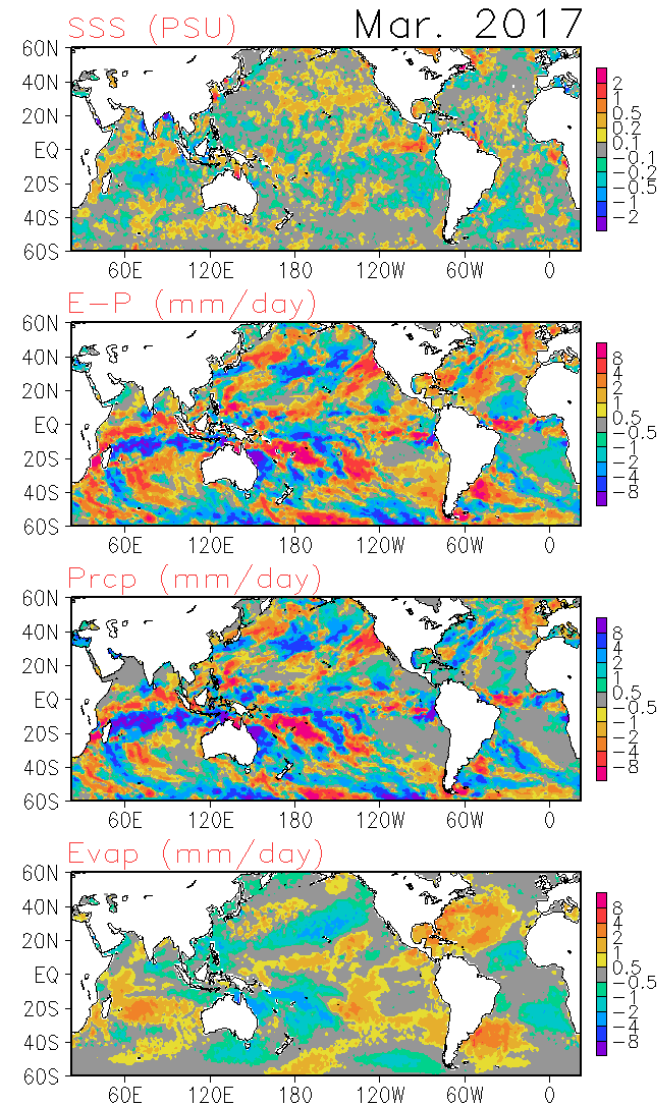 SSS (PSU) Mar. 2017
60N
40N
20N
EQ
20S
40S
60S
60E 120E 180 120W 60W 0
2
1
0.5
0.2
0.1
-0.1
-0.2
-0.5
-1
-2
E-P (mm/day)
60N
40N
20N
EQ
20S
40S
60S
60E 120E 180 120W 60W 0
8
4
2
1
0.5
-0.5
-1
-2
-4
-8
Prcp (mm/day)
60N
40N
20N
EQ
20S
40S
60S
60E 120E 180 120W 60W 0
8
4
2
1
0.5
-0.5
-1
-2
-4
-8
Evap (mm/day)
60N
40N
20N
EQ
20S
40S
60S
60E 120E 180 120W 60W 0
8
4
2
1
0.5
-0.5
-1
-2
-4
-8